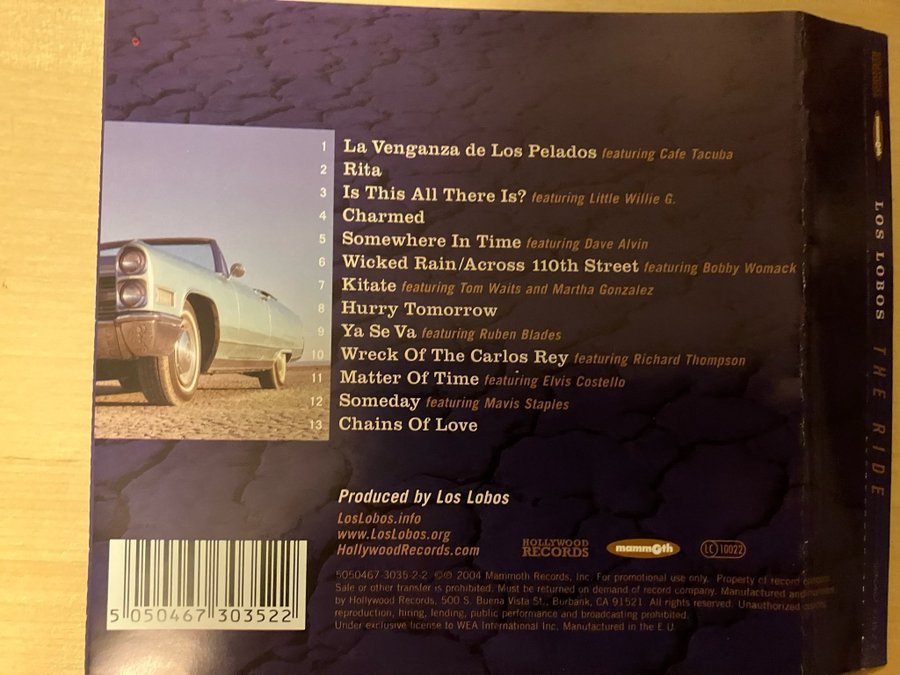 1 La Venganza de Los Pelados featuring Cafe Tacuba
2 Rita
3 Is This All There Is? featuring Little Willie G.
4 Charmed
5 Somewhere In Time featuring Dave Alvin
6 Wicked Rain/Across 110th Street featuring Bobby Womack
7 Kitate featuring Tom Waits and Martha Gonzalez
8 Hurry Tomorrow
9 Ya Se Va featuring Ruben Blades
10 Wreck Of The Carlos Rey featuring Richard Thompson
11 Matter Of Time featuring Elvis Costello
12 Someday featuring Mavis Staples
13 Chains Of Love
Produced by Los Lobos
LosLobos.info
www.LosLobos.org
HollywoodRecords.com
HOLLYWOOD
RECORDS
mammoth
LC 10022
5050467-3035-2-2 ©℗ 2004 Mammoth Records, Inc. For promotional use only. Property of record
Sale or other transfer is prohibited. Must be returned on demand of record company. Manufactured and
by Hollywood Records, 500 S. Buena Vista St., Burbank, CA 91521. All rights reserved. Unauthorized
reproduction, hiring, lending, public performance and broadcasting prohibited.
Under exclusive license to WEA International Inc. Manufactured in the E.U.
5 050467 303522
mammoth
LOS LOBOS THE RIDE